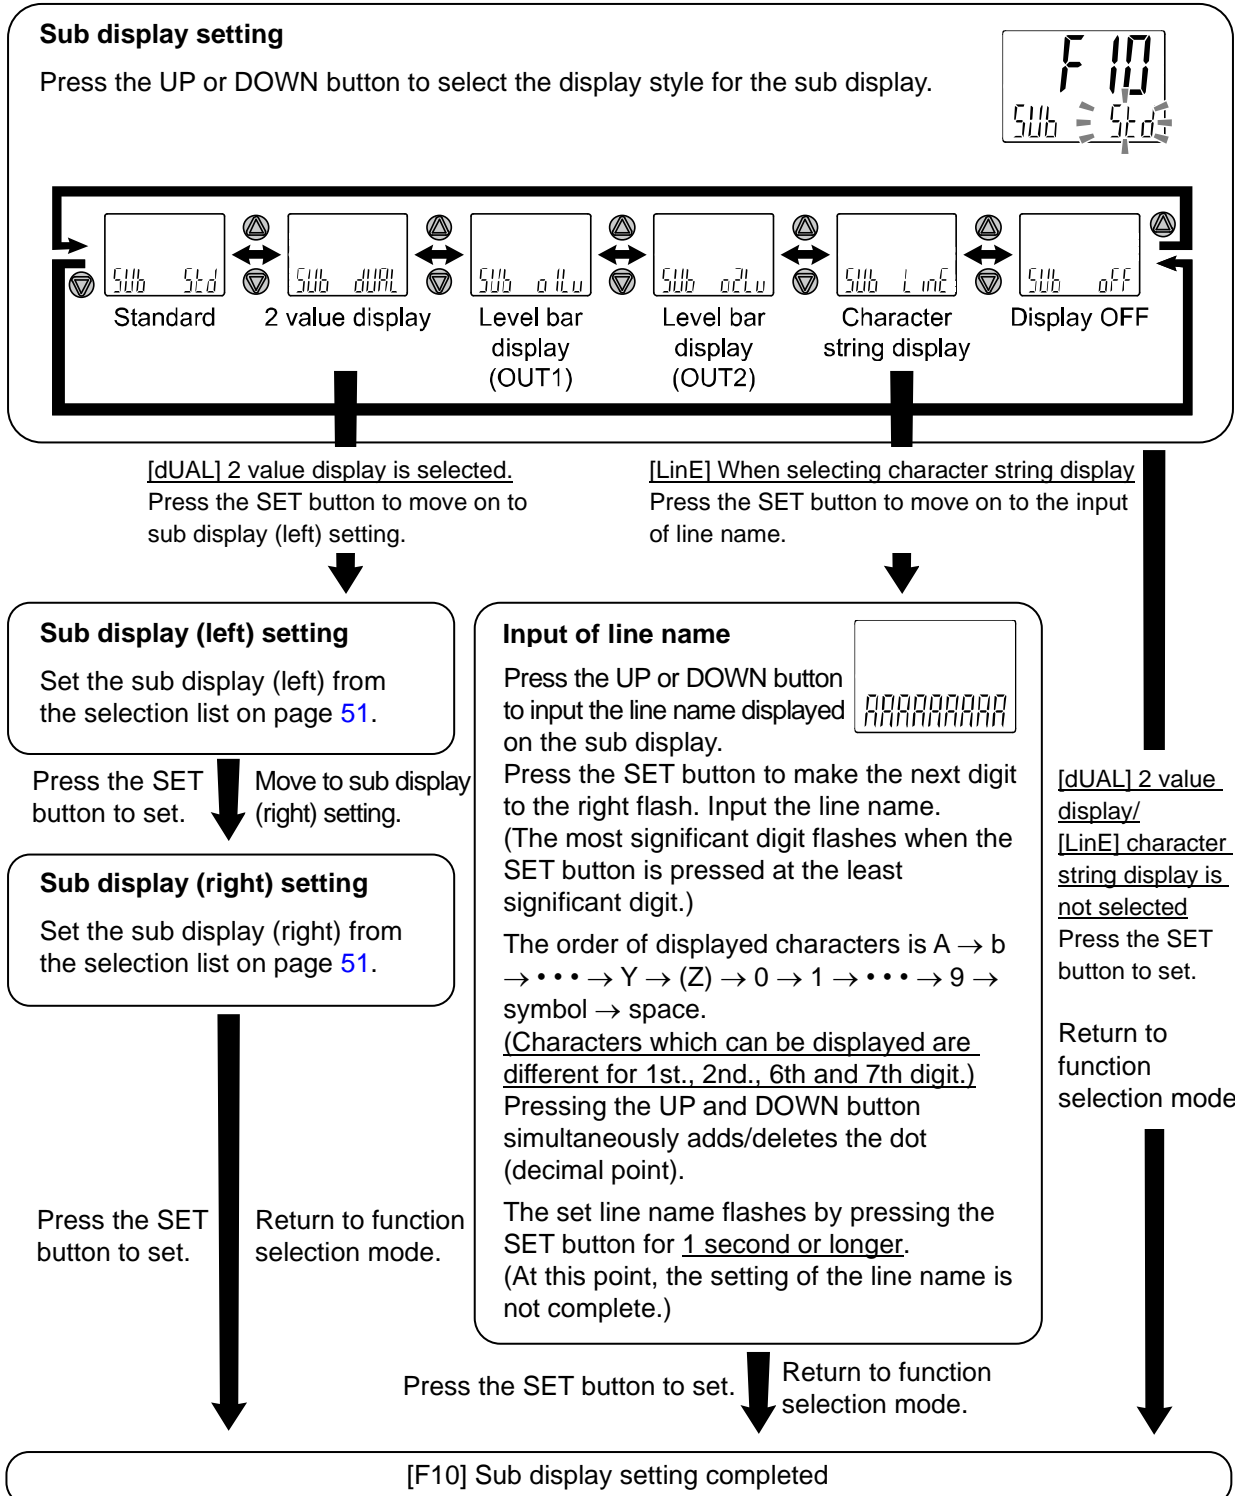 Sub display setting
Press the UP or DOWN button to select the display style for the sub display.
F 10
SUb Std
SUb Std
SUb dUAL
SUb o1Lv
SUb o2Lv
SUb LinE
SUb oFF
Standard
2 value display
Level bar
display
(OUT1)
Level bar
display
(OUT2)
Character
string display
Display OFF
[dUAL] 2 value display is selected.
Press the SET button to move on to
sub display (left) setting.
[LinE] When selecting character string display
Press the SET button to move on to the input
of line name.
Sub display (left) setting
Set the sub display (left) from
the selection list on page 51.
Press the SET
button to set.
Move to sub display
(right) setting.
Sub display (right) setting
Set the sub display (right) from
the selection list on page 51.
Press the SET
button to set.
Return to function
selection mode.
Input of line name
AAAAAAAAA
Press the UP or DOWN button
to input the line name displayed
on the sub display.
Press the SET button to make the next digit
to the right flash. Input the line name.
(The most significant digit flashes when the
SET button is pressed at the least
significant digit.)
The order of displayed characters is A → b
→ • • • → Y → (Z) → 0 → 1 → • • • → 9 →
symbol → space.
(Characters which can be displayed are
different for 1st., 2nd., 6th and 7th digit.)
Pressing the UP and DOWN button
simultaneously adds/deletes the dot
(decimal point).
The set line name flashes by pressing the
SET button for 1 second or longer.
(At this point, the setting of the line name is
not complete.)
Press the SET button to set.
Return to function
selection mode.
[dUAL] 2 value
display/
[LinE] character
string display is
not selected
Press the SET
button to set.
Return to
function
selection mode
[F10] Sub display setting completed